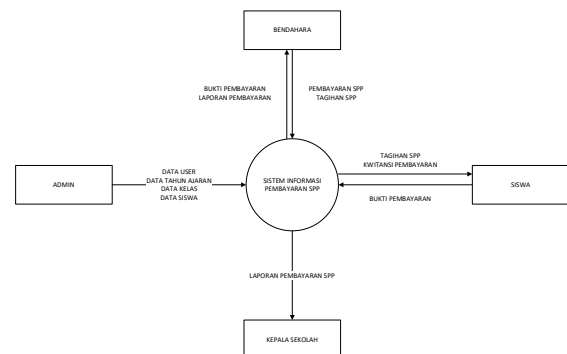 BENDAHARA
BUKTI PEMBAYARAN
LAPORAN PEMBAYARAN
PEMBAYARAN SPP
TAGIHAN SPP
ADMIN
DATA USER
DATA TAHUN AJARAN
DATA KELAS
DATA SISWA
SISTEM INFORMASI
PEMBAYARAN SPP
TAGIHAN SPP
KWITANSI PEMBAYARAN
BUKTI PEMBAYARAN
SISWA
LAPORAN PEMBAYARAN SPP
KEPALA SEKOLAH